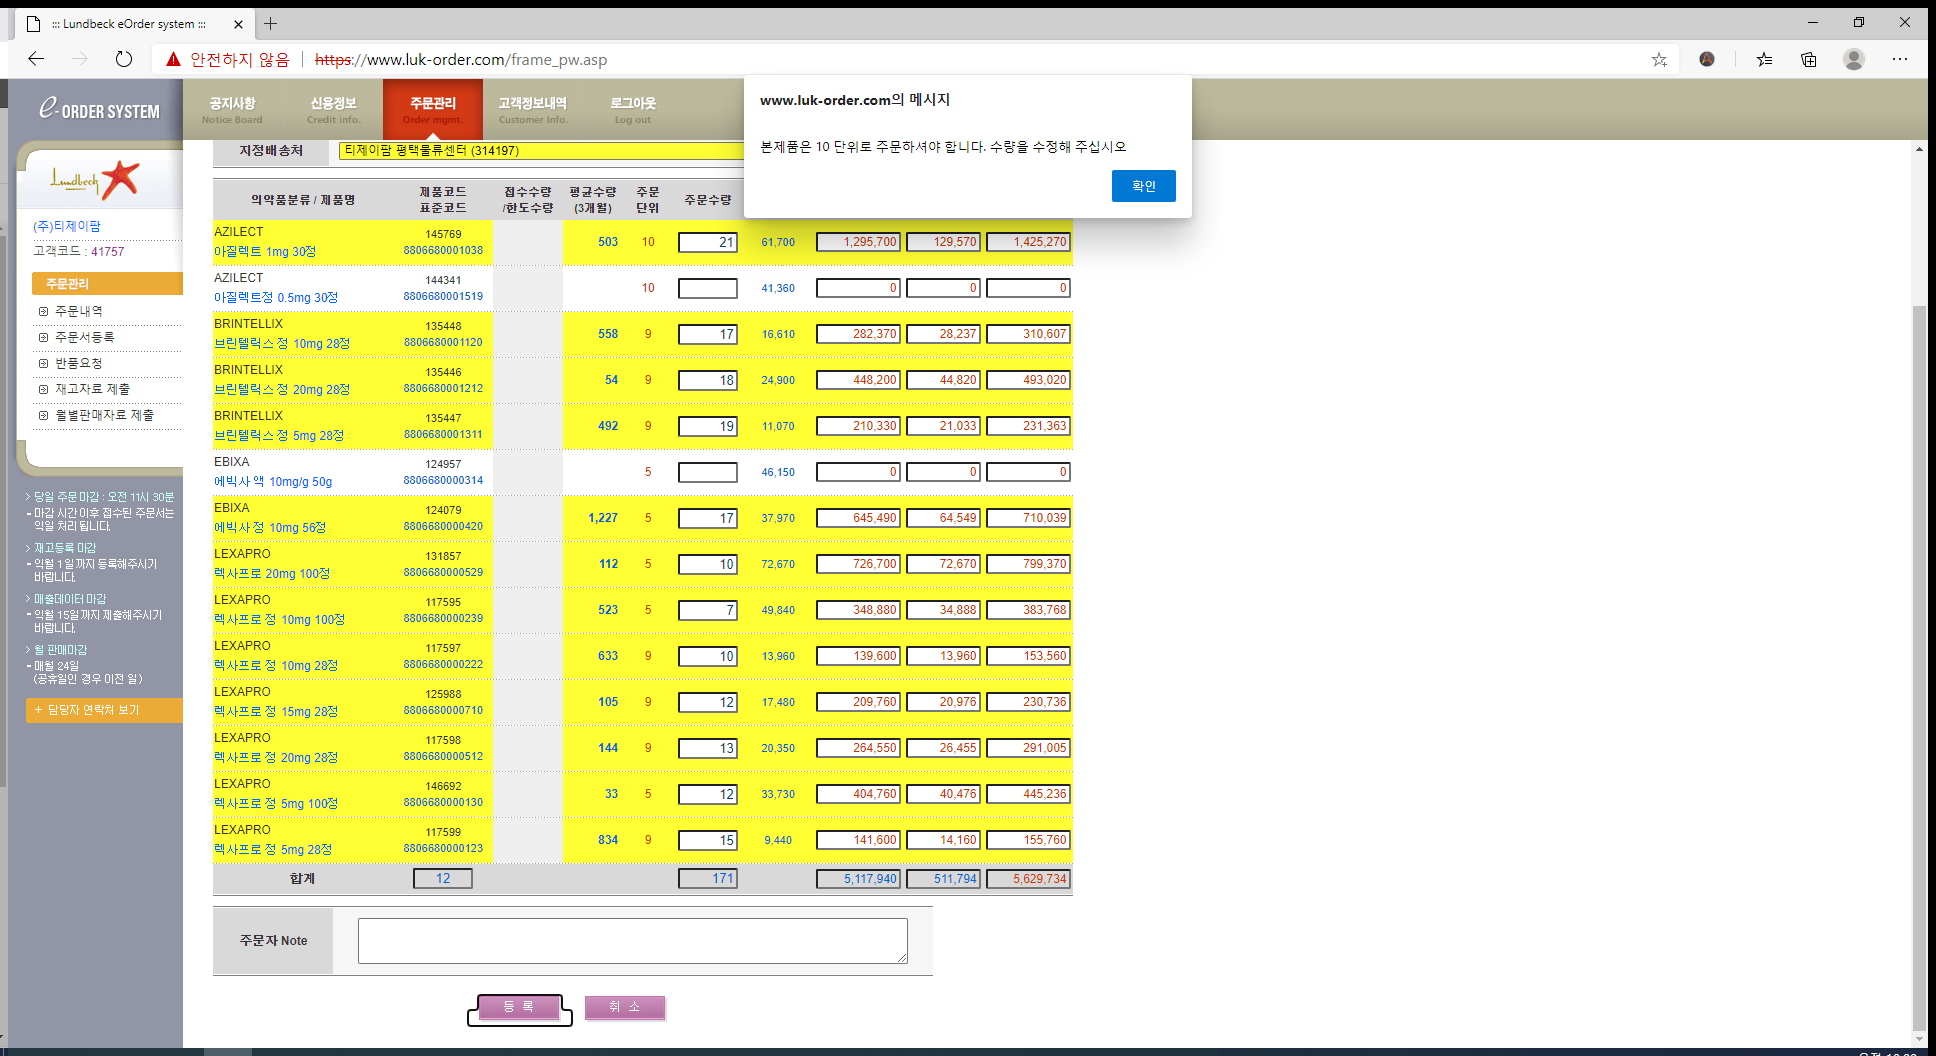 ::: Lundbeck eOrder system :::
안전하지 않음 https://www.luk-order.com/frame_pw.asp
e-ORDER SYSTEM
공지사항 신용정보 주문관리 고객정보내역 로그아웃
Notice Board Credit info. Order mgmt. Customer Info. Log out
www.luk-order.com의 메시지
본제품은 10 단위로 주문하셔야 합니다. 수량을 수정해 주십시오
확인
Lundbeck
(주)티제이팜
고객코드 : 41757
주문관리
주문내역
주문서등록
반품요청
재고자료 제출
월별판매자료 제출
> 당일 주문 마감 : 오전 11시 30분
- 마감 시간 이후 접수된 주문서는
익일 처리 됩니다.
> 재고등록 마감
- 익월 1일까지 등록해주시기
바랍니다.
> 매출데이터 마감
- 익월 15일까지 제출해주시기
바랍니다.
> 월 판매마감
- 매월 24일
(공휴일인 경우 이전 일)
+ 담당자 연락처 보기
지정배송처 티제이팜 평택물류센터 (314197)
의약품분류 / 제품명 제품코드 표준코드 접수수량 /한도수량 평균수량 (3개월) 주문 단위 주문수량
AZILECT 145769
아질렉트 1mg 30정 8806680001038 503 10 21 61,700 1,295,700 129,570 1,425,270
AZILECT 144341
아질렉트정 0.5mg 30정 8806680001519 10 41,360 0 0 0
BRINTELLIX 135448
브린텔릭스 정 10mg 28정 8806680001120 558 9 17 16,610 282,370 28,237 310,607
BRINTELLIX 135446
브린텔릭스 정 20mg 28정 8806680001212 54 9 18 24,900 448,200 44,820 493,020
BRINTELLIX 135447
브린텔릭스 정 5mg 28정 8806680001311 492 9 19 11,070 210,330 21,033 231,363
EBIXA 124957
에빅사 액 10mg/g 50g 8806680000314 5 46,150 0 0 0
EBIXA 124079
에빅사 정 10mg 56정 8806680000420 1,227 5 17 37,970 645,490 64,549 710,039
LEXAPRO 131857
렉사프로 20mg 100정 8806680000529 112 5 10 72,670 726,700 72,670 799,370
LEXAPRO 117595
렉사프로 정 10mg 100정 8806680000239 523 5 7 49,840 348,880 34,888 383,768
LEXAPRO 117597
렉사프로 정 10mg 28정 8806680000222 633 9 10 13,960 139,600 13,960 153,560
LEXAPRO 125988
렉사프로 정 15mg 28정 8806680000710 105 9 12 17,480 209,760 20,976 230,736
LEXAPRO 117598
렉사프로 정 20mg 28정 8806680000512 144 9 13 20,350 264,550 26,455 291,005
LEXAPRO 146692
렉사프로 정 5mg 100정 8806680000130 33 5 12 33,730 404,760 40,476 445,236
LEXAPRO 117599
렉사프로 정 5mg 28정 8806680000123 834 9 15 9,440 141,600 14,160 155,760
합계 12 171 5,117,940 511,794 5,629,734
주문자 Note
등 록 취 소